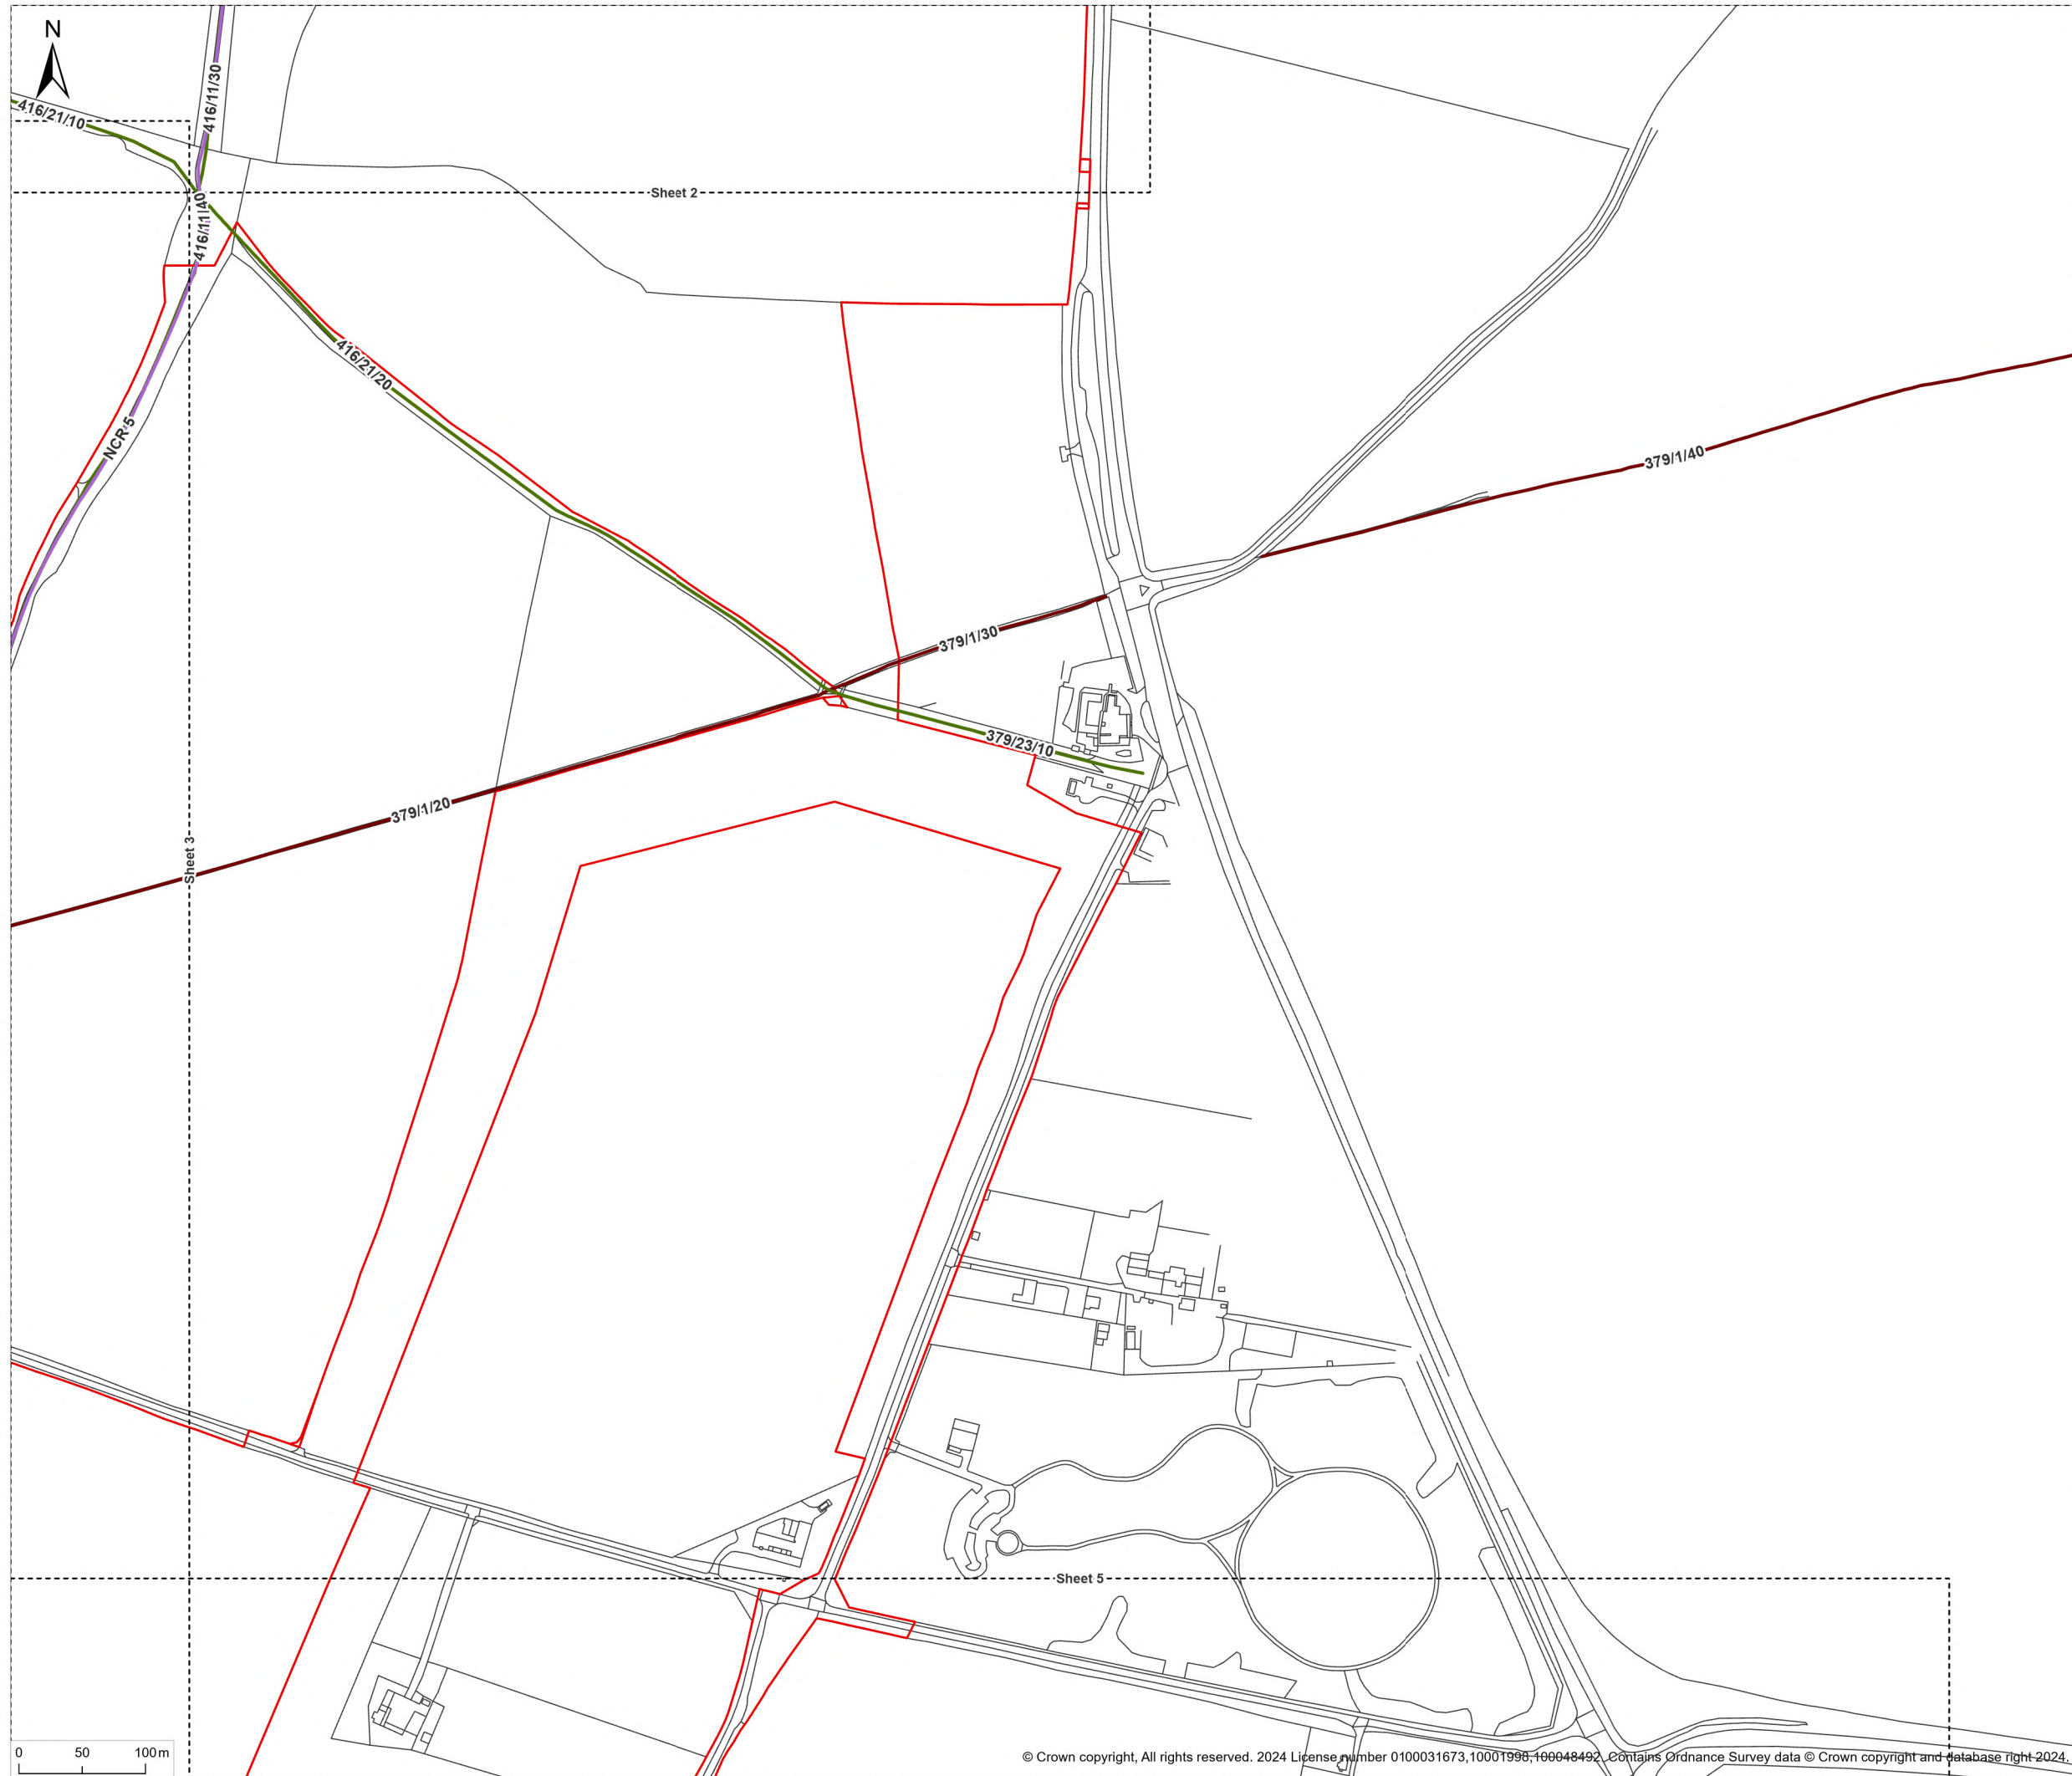 N
416/11/30
416/21/10
Sheet 2
416/1/40
416/21/20
NCR 5
379/1/40
379/1/30
379/23/10
379/1/20
Sheet 3
Sheet 5
0 50 100 m
© Crown copyright, All rights reserved. 2024 License number 0100031673,10001998,100048492. Contains Ordnance Survey data © Crown copyright and database right 2024.